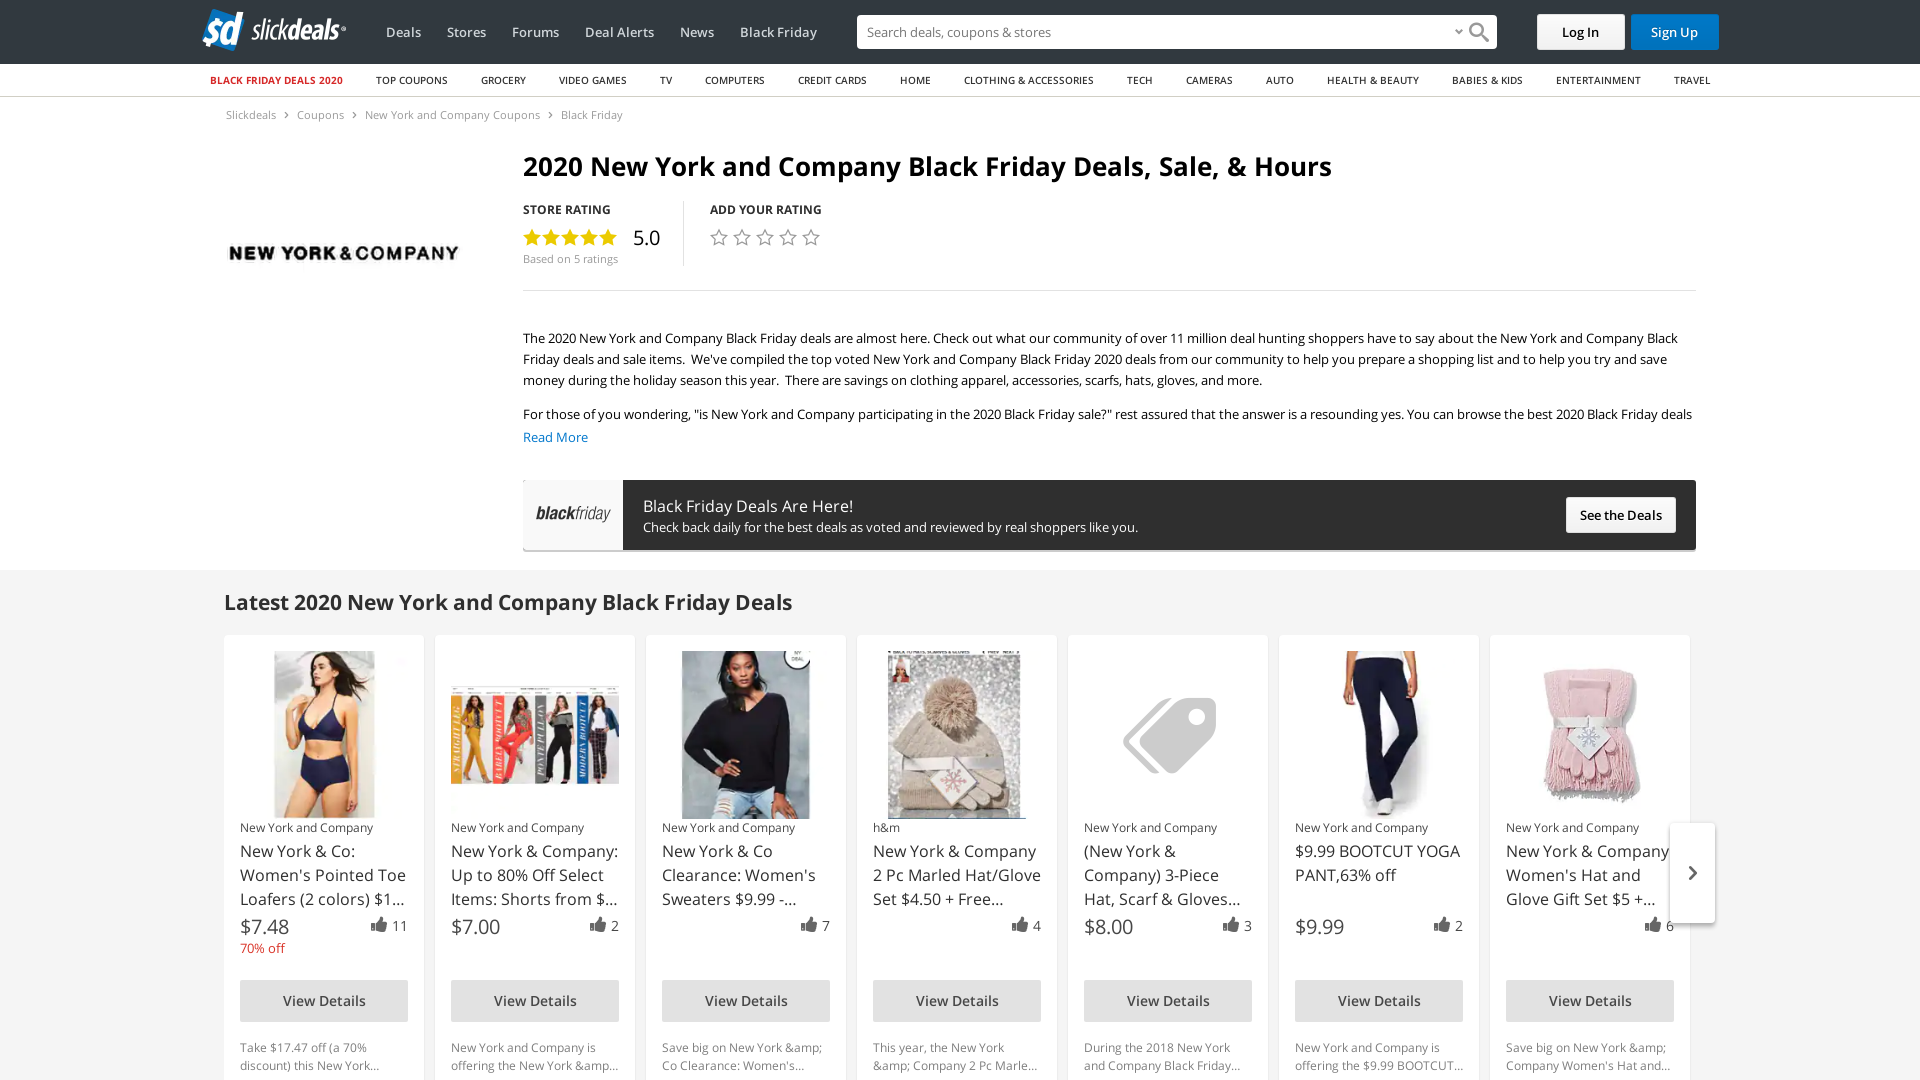 sd slickdeals®
Deals
Stores
Forums
Deal Alerts
News
Black Friday
Search deals, coupons & stores
Log In
Sign Up
BLACK FRIDAY DEALS 2020
TOP COUPONS
GROCERY
VIDEO GAMES
TV
COMPUTERS
CREDIT CARDS
HOME
CLOTHING & ACCESSORIES
TECH
CAMERAS
AUTO
HEALTH & BEAUTY
BABIES & KIDS
ENTERTAINMENT
TRAVEL
Slickdeals › Coupons › New York and Company Coupons › Black Friday
NEW YORK & COMPANY
2020 New York and Company Black Friday Deals, Sale, & Hours
STORE RATING
5.0
Based on 5 ratings
ADD YOUR RATING
The 2020 New York and Company Black Friday deals are almost here. Check out what our community of over 11 million deal hunting shoppers have to say about the New York and Company Black
Friday deals and sale items.  We've compiled the top voted New York and Company Black Friday 2020 deals from our community to help you prepare a shopping list and to help you try and save
money during the holiday season this year.  There are savings on clothing apparel, accessories, scarfs, hats, gloves, and more.
For those of you wondering, "is New York and Company participating in the 2020 Black Friday sale?" rest assured that the answer is a resounding yes. You can browse the best 2020 Black Friday deals
Read More
blackfriday
Black Friday Deals Are Here!
Check back daily for the best deals as voted and reviewed by real shoppers like you.
See the Deals
Latest 2020 New York and Company Black Friday Deals
New York and Company
New York & Co:
Women's Pointed Toe
Loafers (2 colors) $1...
$7.48
11
70% off
View Details
Take $17.47 off (a 70%
discount) this New York...
STRAIGHT LEG
BAREFLY BOOTCUT
PONTE PULL-ON
MODERN BOOTCUT
New York and Company
New York & Company:
Up to 80% Off Select
Items: Shorts from $...
$7.00
2
View Details
New York and Company is
offering the New York &amp...
DEAL
New York and Company
New York & Co
Clearance: Women's
Sweaters $9.99 -...
7
View Details
Save big on New York &amp;
Co Clearance: Women's...
h&m
New York & Company
2 Pc Marled Hat/Glove
Set $4.50 + Free...
4
View Details
This year, the New York
&amp; Company 2 Pc Marle...
New York and Company
(New York &
Company) 3-Piece
Hat, Scarf & Gloves...
$8.00
3
View Details
During the 2018 New York
and Company Black Friday...
New York and Company
$9.99 BOOTCUT YOGA
PANT,63% off
$9.99
2
View Details
New York and Company is
offering the $9.99 BOOTCUT...
New York and Company
New York & Company
Women's Hat and
Glove Gift Set $5 +...
6
View Details
Save big on New York &amp;
Company Women's Hat and...